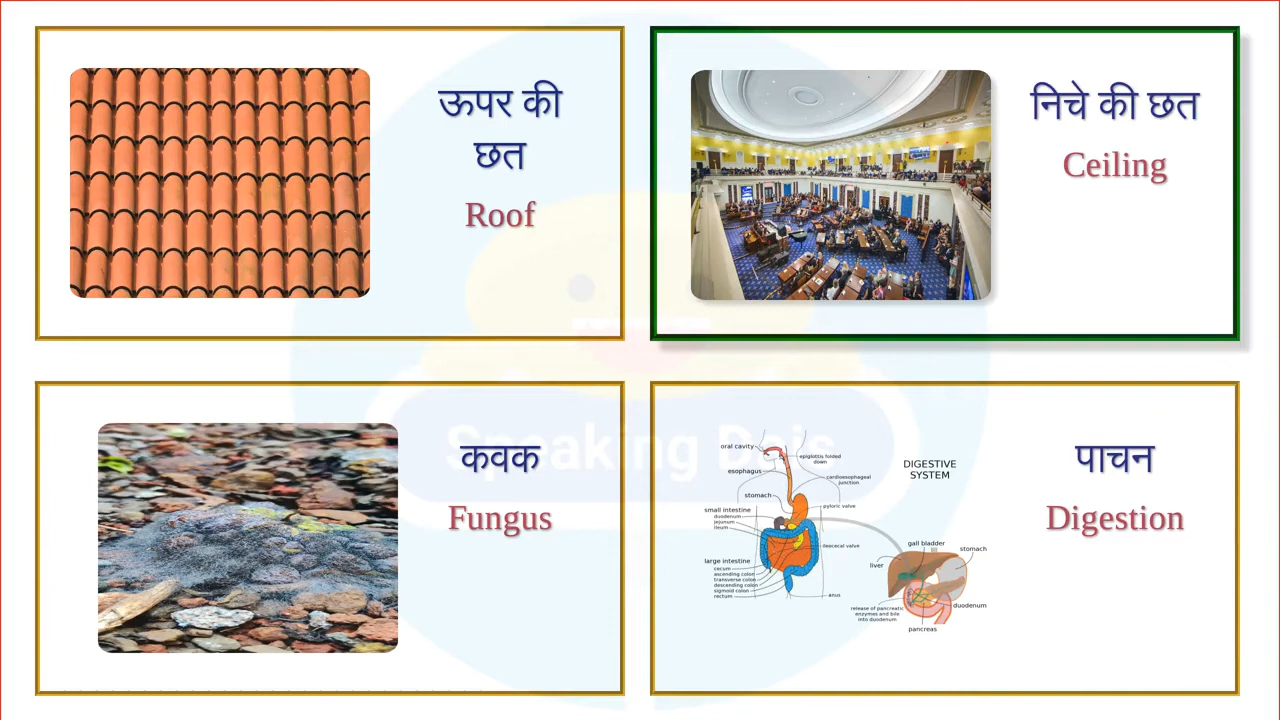 ऊपर की
छत
Roof
निचे की छत
Ceiling
कवक
Fungus
Speaking Dais
oral cavity
epiglottis folded
down
esophagus
cardioesophageal
junction
stomach
pyloric valve
small intestine
duodenum
jejunum
ileum
ileocecal valve
large intestine
cecum
ascending colon
transverse colon
descending colon
sigmoid colon
rectum
anus
DIGESTIVE
SYSTEM
gall bladder
stomach
liver
release of pancreatic
enzymes and bile
into duodenum
duodenum
pancreas
पाचन
Digestion